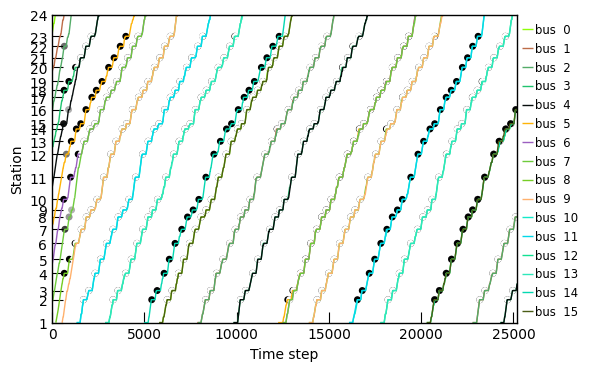 24
23
22
21
20
19
18
17
16
15
14
13
12
11
10
9
8
7
6
5
4
3
2
1
Station
0 5000 10000 15000 20000 25000
Time step
bus 0
bus 1
bus 2
bus 3
bus 4
bus 5
bus 6
bus 7
bus 8
bus 9
bus 10
bus 11
bus 12
bus 13
bus 14
bus 15